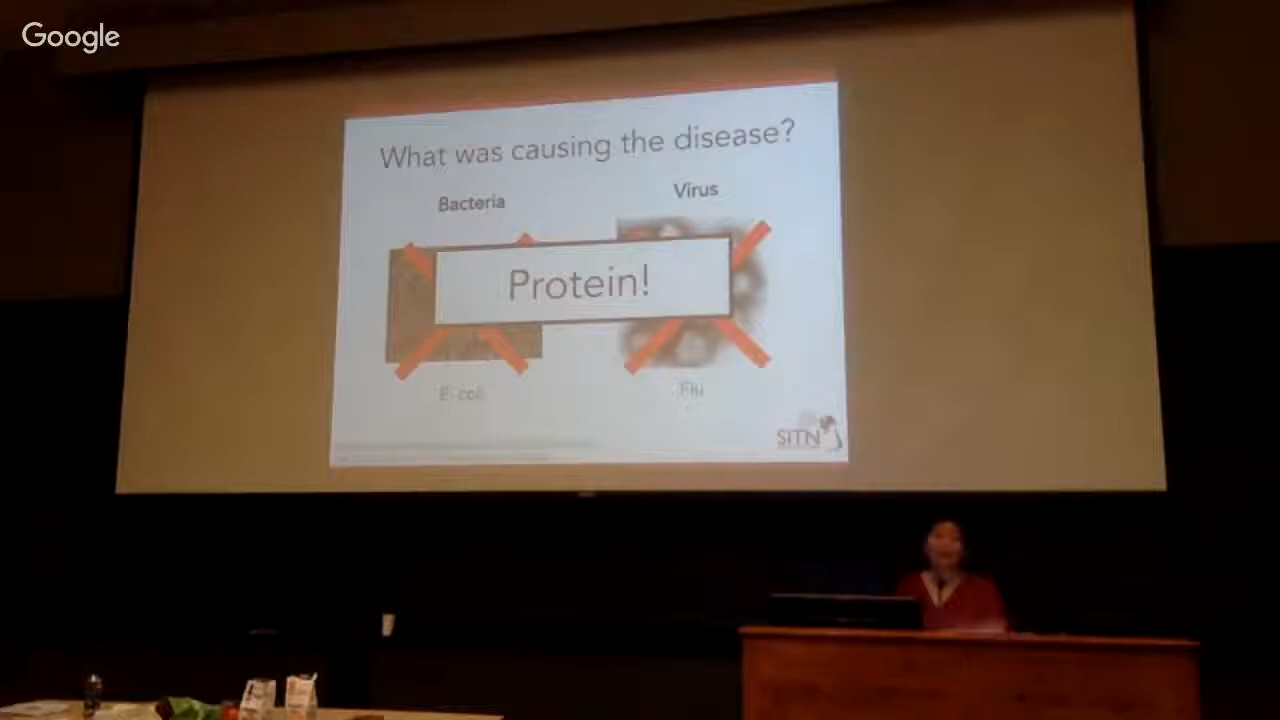 Google
What was causing the disease?
Bacteria
Virus
Protein!
E. coli
Flu
SITN